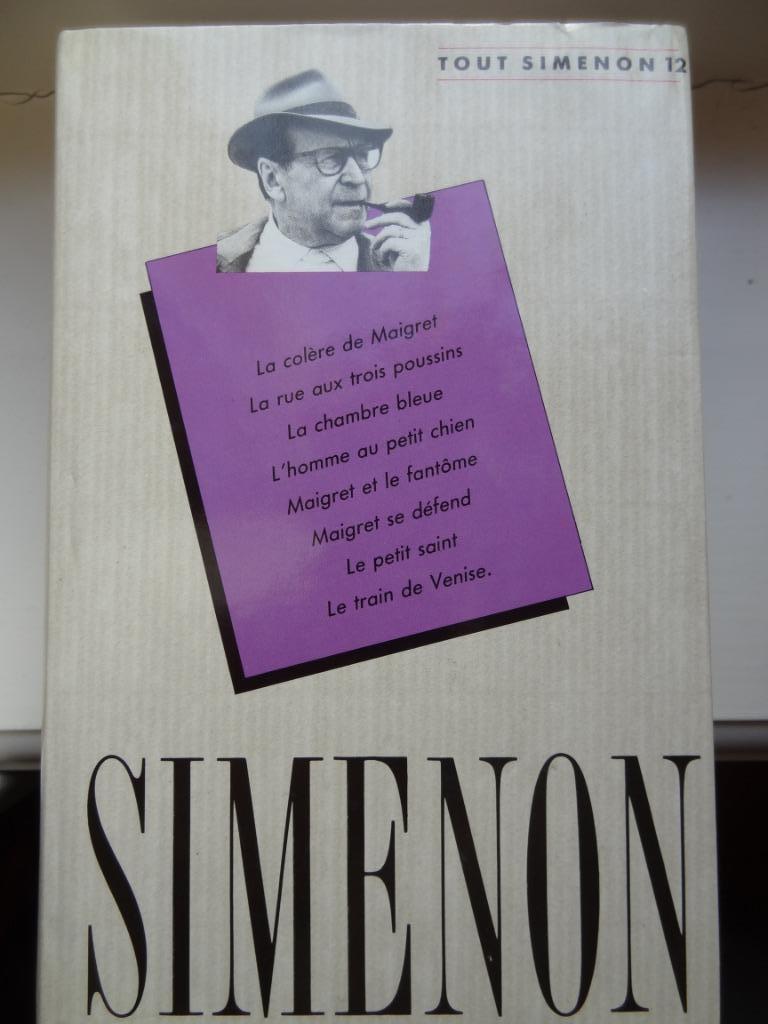 TOUT SIMENON 12
La colère de Maigret
La rue aux trois poussins
La chambre bleue
L'homme au petit chien
Maigret et le fantôme
Maigret se défend
Le petit saint
Le train de Venise.
SIMENON